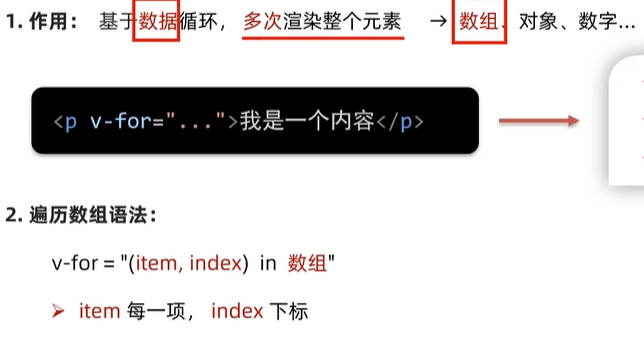 1. 作用： 基于数据循环， 多次渲染整个元素 → 数组、对象、数字...
<p v-for="...">我是一个内容</p>
2. 遍历数组语法：
v-for = "(item, index) in 数组"
➢ item 每一项， index 下标